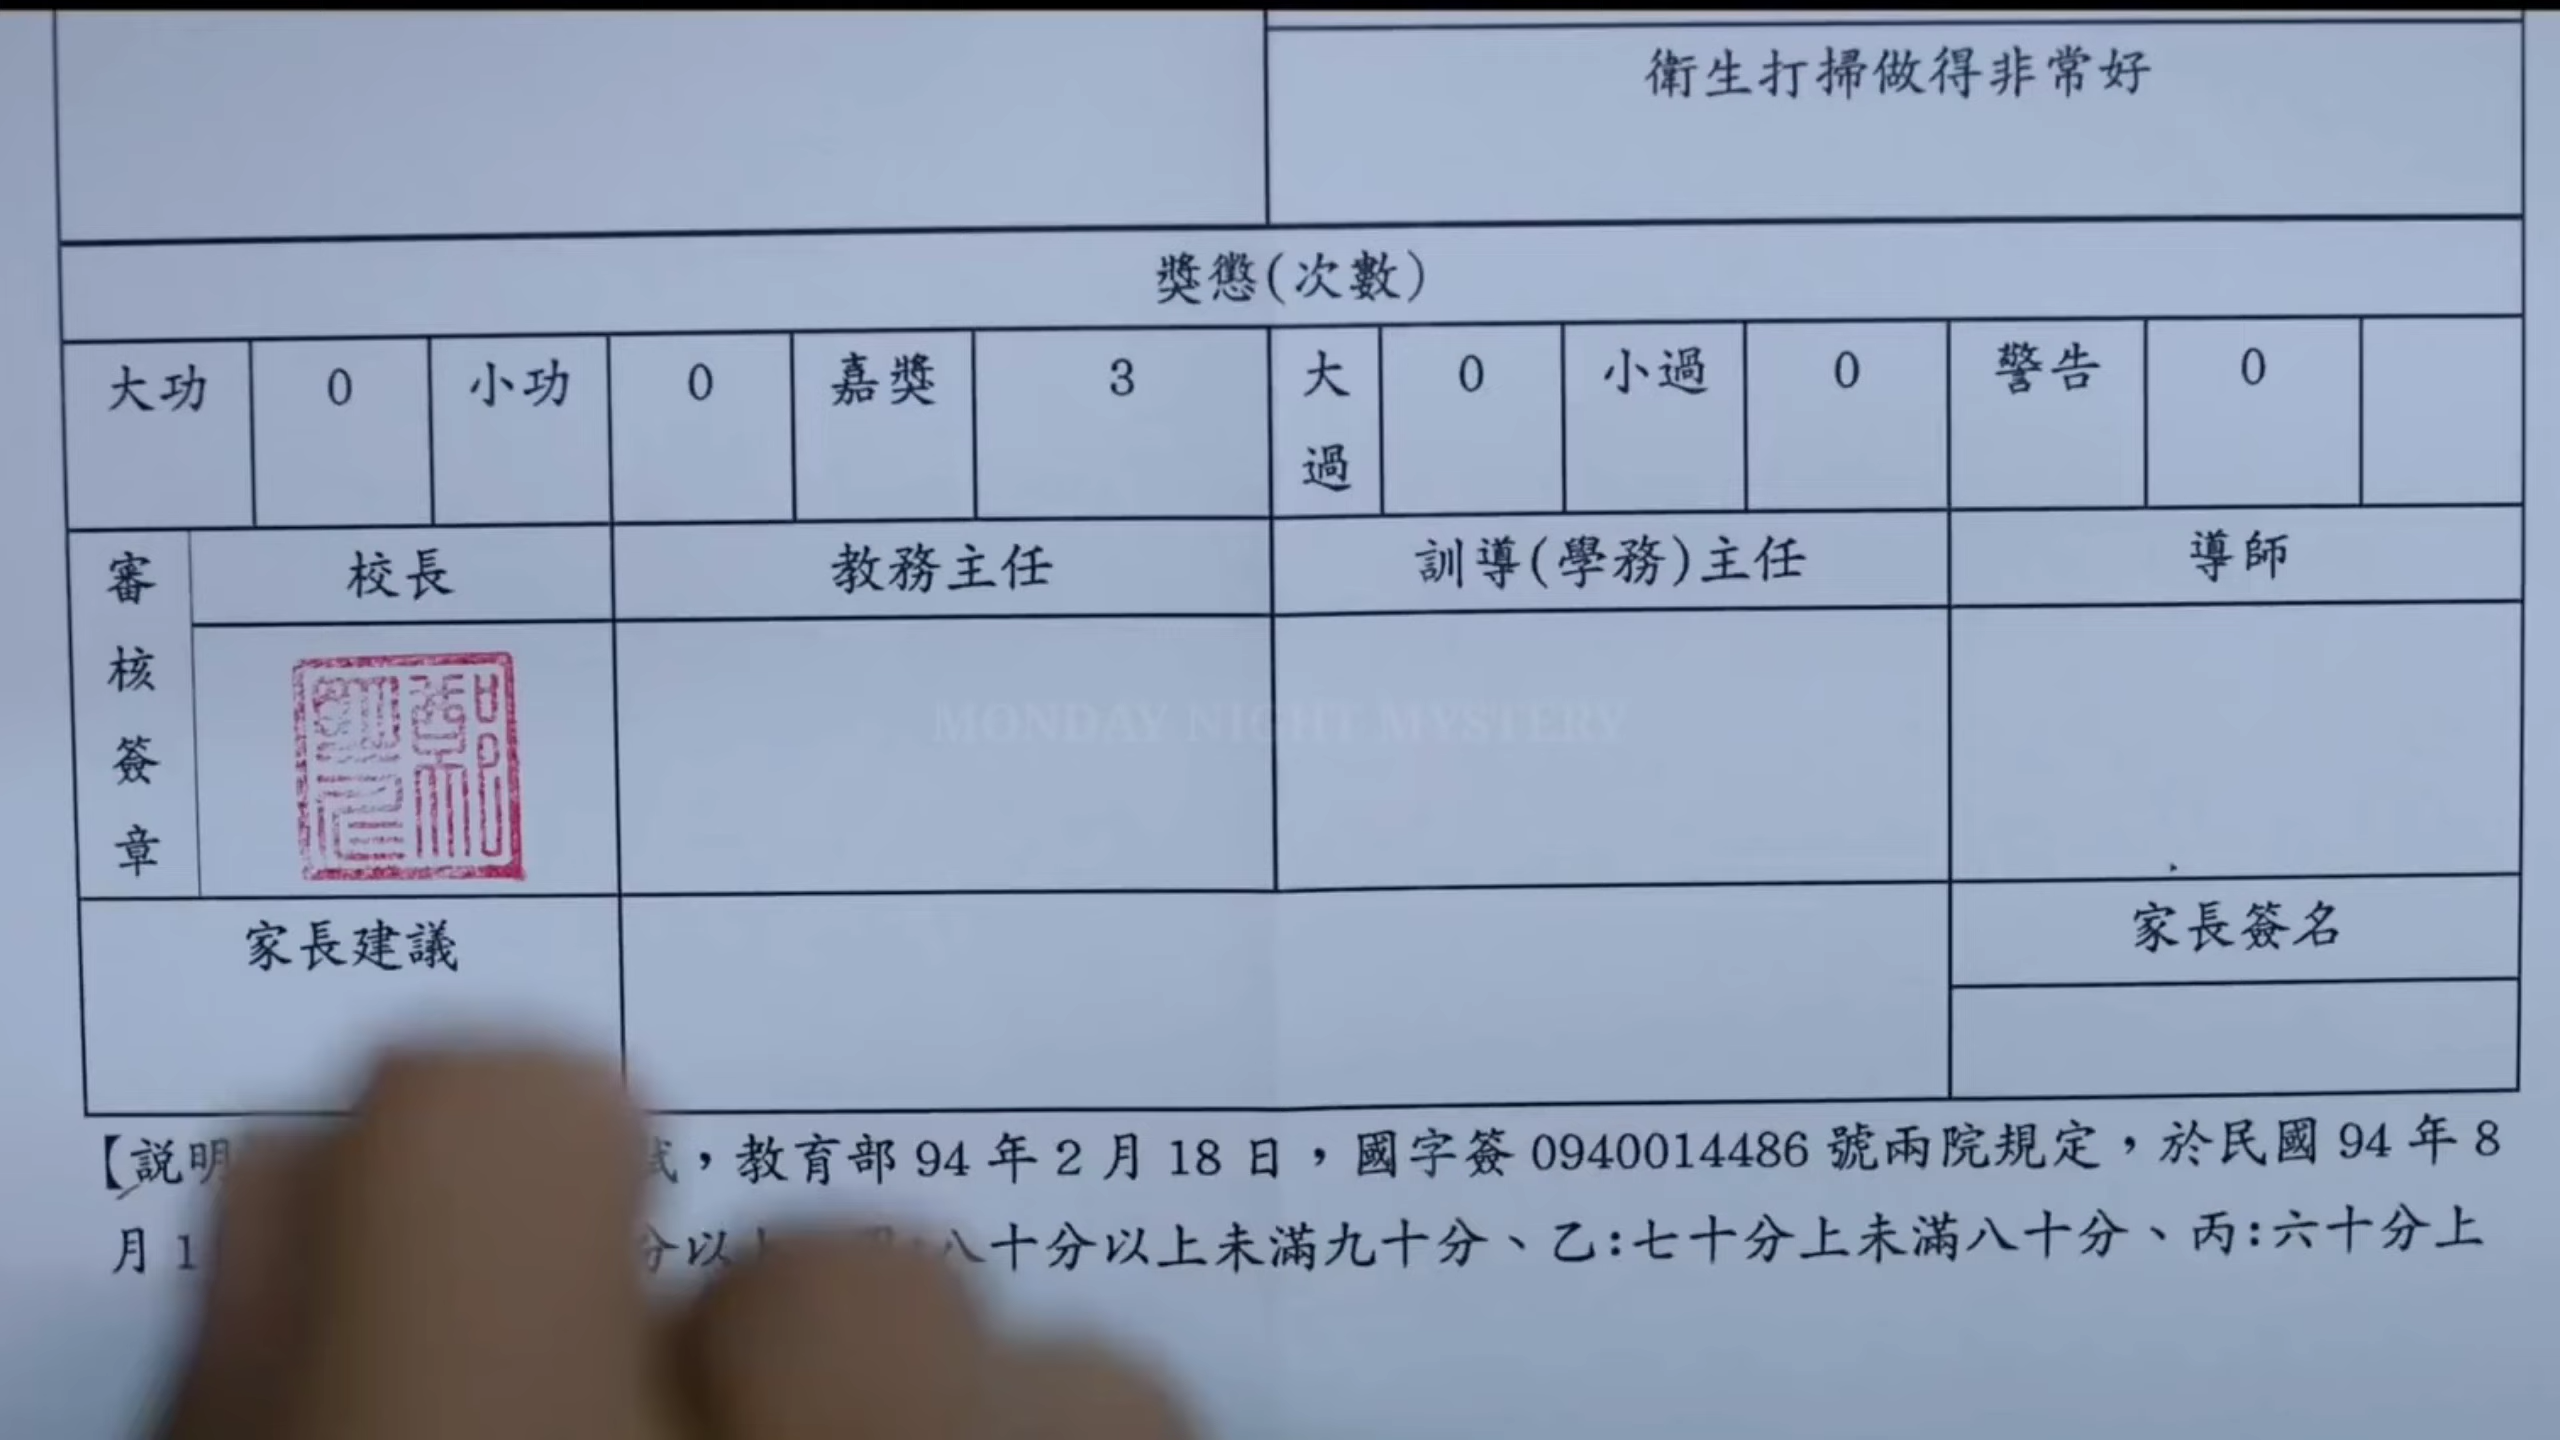 衛生打掃做得非常好
獎懲(次數)
大功 0 小功 0 嘉獎 3 大過 0 小過 0 警告 0
審核簽章 校長 教務主任 訓導(學務)主任 導師
MONDAY NIGHT MYSTERY
家長建議 家長簽名
【說明 式，教育部 94 年 2 月 18 日，國字簽 0940014486 號兩院規定，於民國 94 年 8
月 1 分以上 八十分以上未滿九十分、乙:七十分上未滿八十分、丙:六十分上